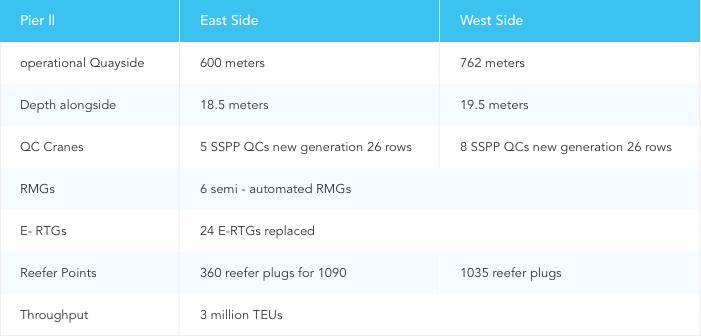 Pier ll East Side West Side
operational Quayside 600 meters 762 meters
Depth alongside 18.5 meters 19.5 meters
QC Cranes 5 SSPP QCs new generation 26 rows 8 SSPP QCs new generation 26 rows
RMGs 6 semi - automated RMGs
E- RTGs 24 E-RTGs replaced
Reefer Points 360 reefer plugs for 1090 1035 reefer plugs
Throughput 3 million TEUs